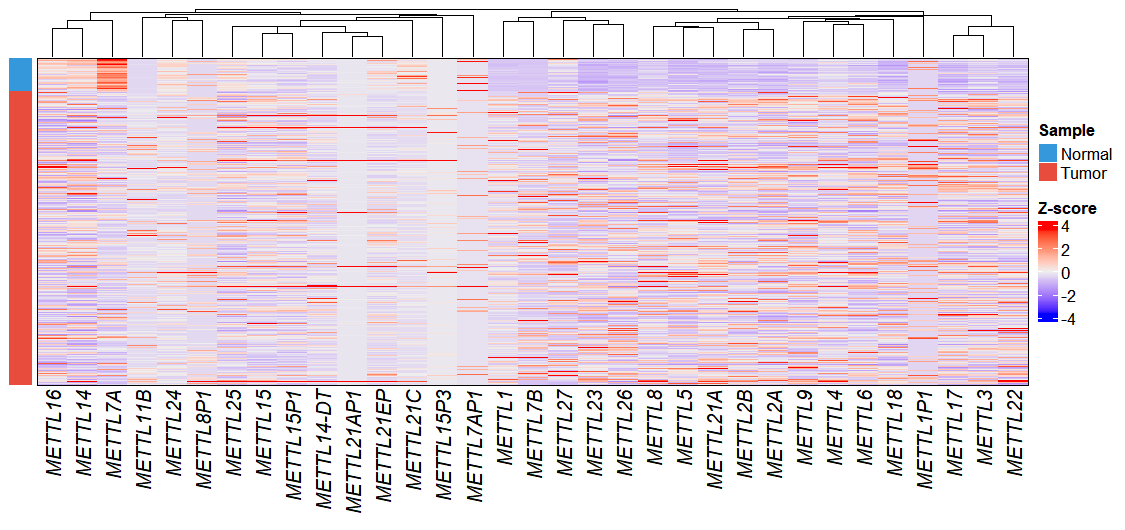 Sample
Normal
Tumor
Z-score
4
2
0
-2
-4
METTL16
METTL14
METTL7A
METTL11B
METTL24
METTL8P1
METTL25
METTL15
METTL15P1
METTL14-DT
METTL21AP1
METTL21EP
METTL21C
METTL15P3
METTL7AP1
METTL1
METTL7B
METTL27
METTL23
METTL26
METTL8
METTL5
METTL21A
METTL2B
METTL2A
METTL9
METTL4
METTL6
METTL18
METTL1P1
METTL17
METTL3
METTL22